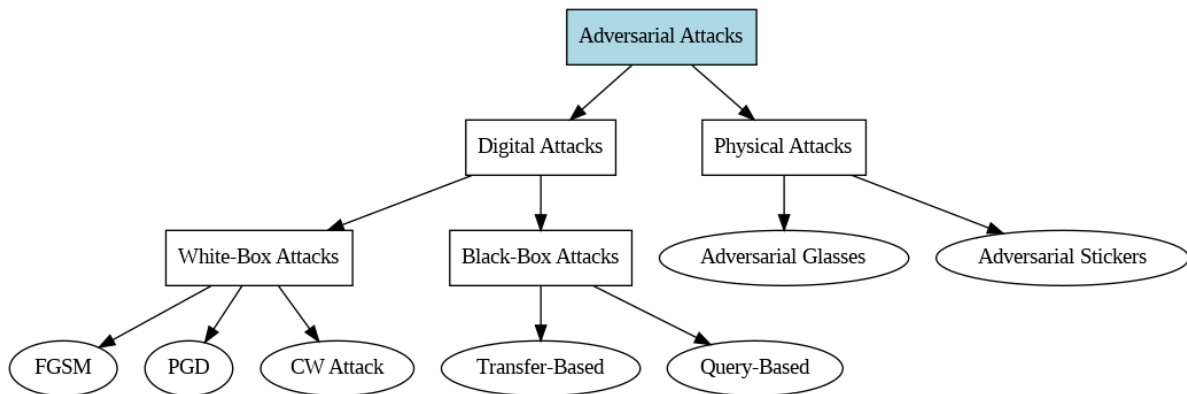 Adversarial Attacks
Digital Attacks
Physical Attacks
White-Box Attacks
Black-Box Attacks
Adversarial Glasses
Adversarial Stickers
FGSM
PGD
CW Attack
Transfer-Based
Query-Based